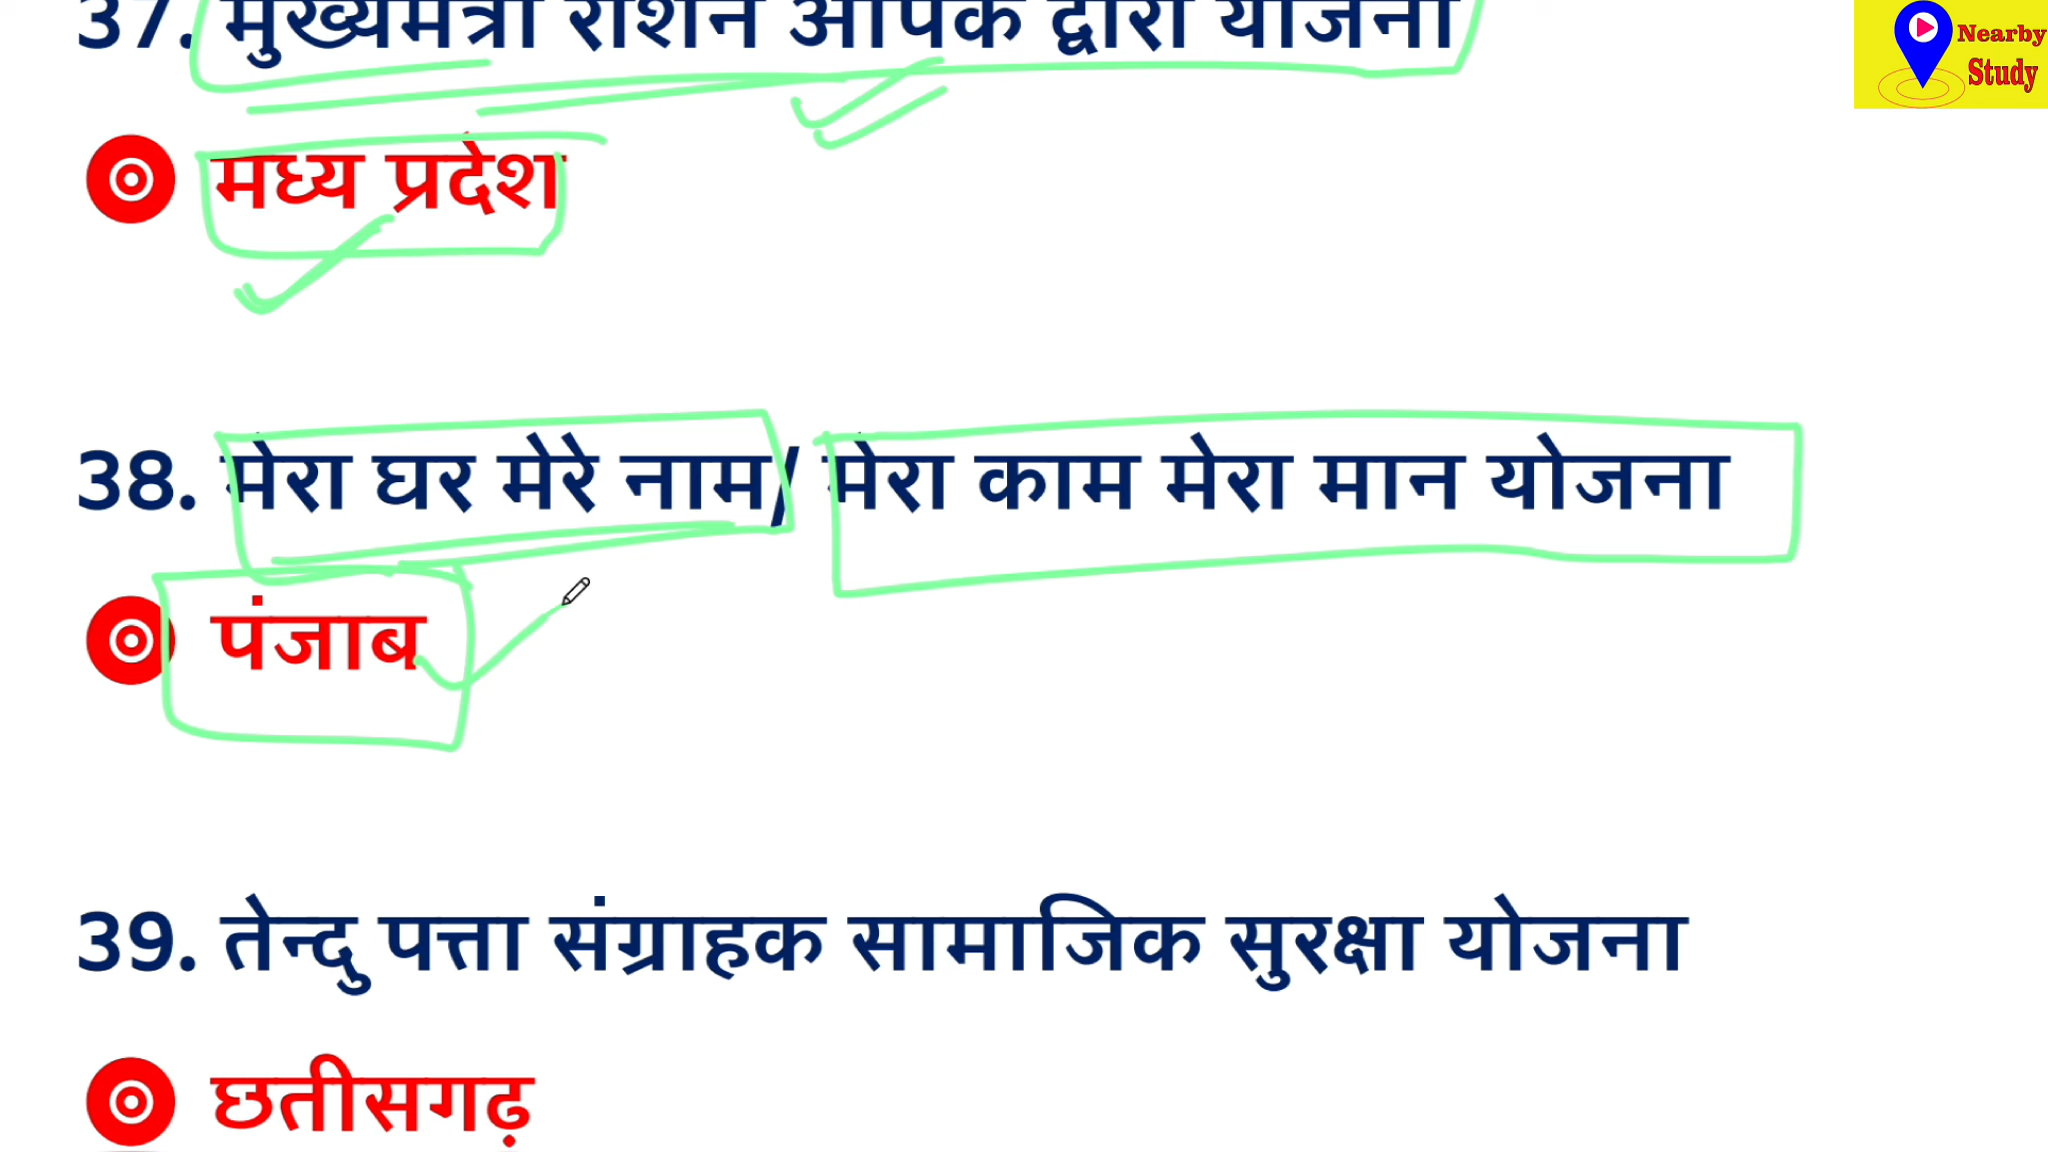 37. मुख्यमंत्री राशन आपके द्वारा योजना
Nearby
Study
मध्य प्रदेश
38. मेरा घर मेरे नाम/ मेरा काम मेरा मान योजना
पंजाब
39. तेन्दु पत्ता संग्राहक सामाजिक सुरक्षा योजना
छतीसगढ़